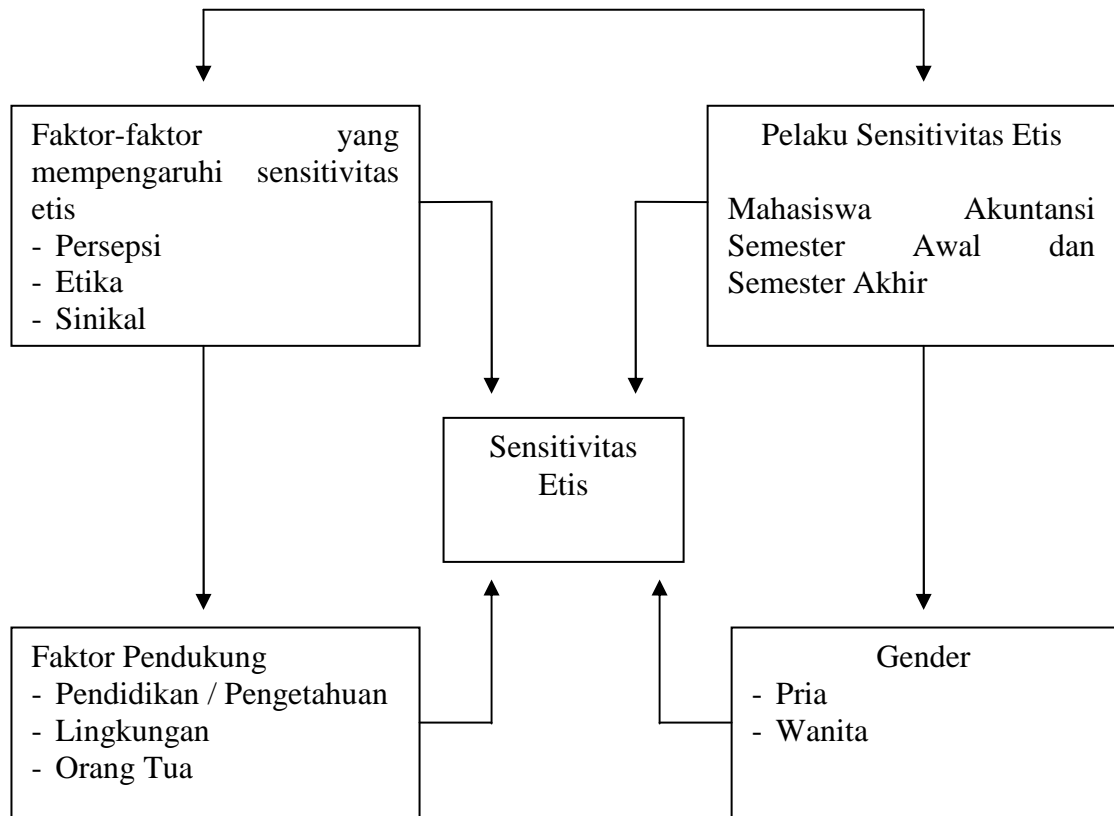 Faktor-faktor yang
mempengaruhi sensitivitas
etis
- Persepsi
- Etika
- Sinikal
Pelaku Sensitivitas Etis
Mahasiswa Akuntansi
Semester Awal dan
Semester Akhir
Sensitivitas
Etis
Faktor Pendukung
- Pendidikan / Pengetahuan
- Lingkungan
- Orang Tua
Gender
- Pria
- Wanita